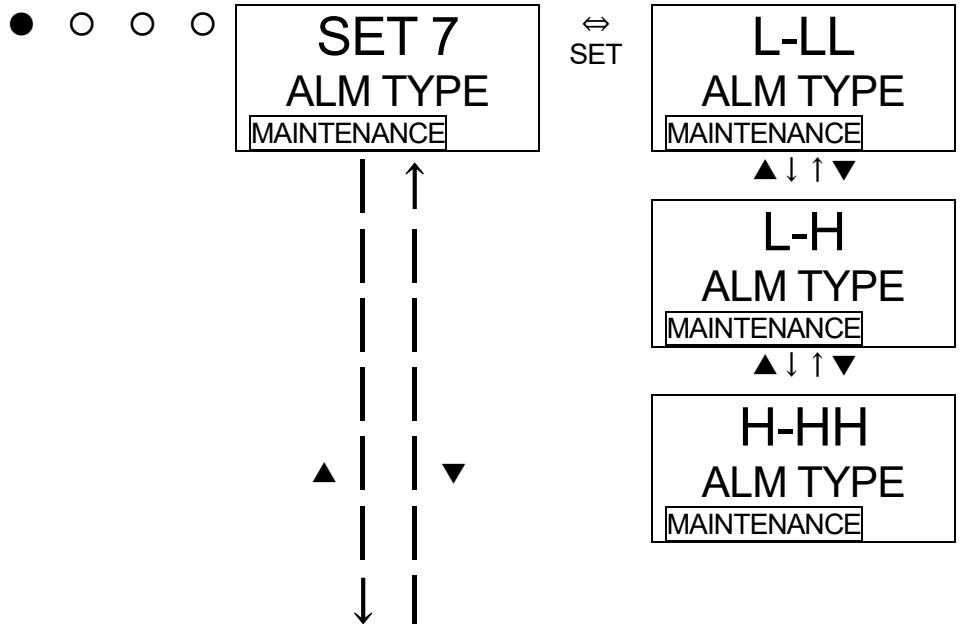 ● ○ ○ ○
SET 7
ALM TYPE
MAINTENANCE
⇔
SET
L-LL
ALM TYPE
MAINTENANCE
▲↓↑▼
L-H
ALM TYPE
MAINTENANCE
▲↓↑▼
H-HH
ALM TYPE
MAINTENANCE
▲ ▼